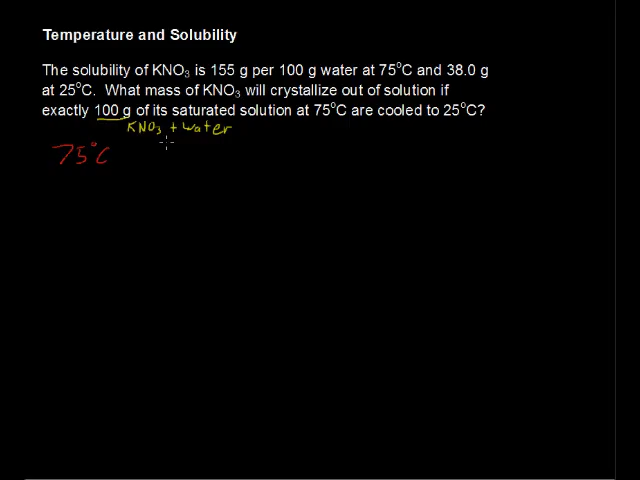 Temperature and Solubility
The solubility of KNO₃ is 155 g per 100 g water at 75°C and 38.0 g
at 25°C.  What mass of KNO₃ will crystallize out of solution if
exactly 100 g of its saturated solution at 75°C are cooled to 25°C?
KNO₃ + water
75°C